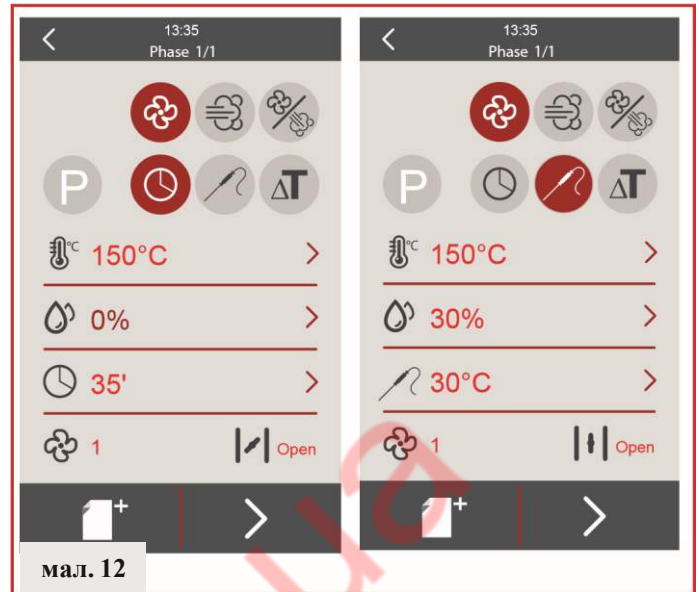 13:35
Phase 1/1
P
ΔT
°C 150°C
0%
35'
1 Open
13:35
Phase 1/1
P
ΔT
°C 150°C
30%
30°C
1 Open
мал. 12
ua